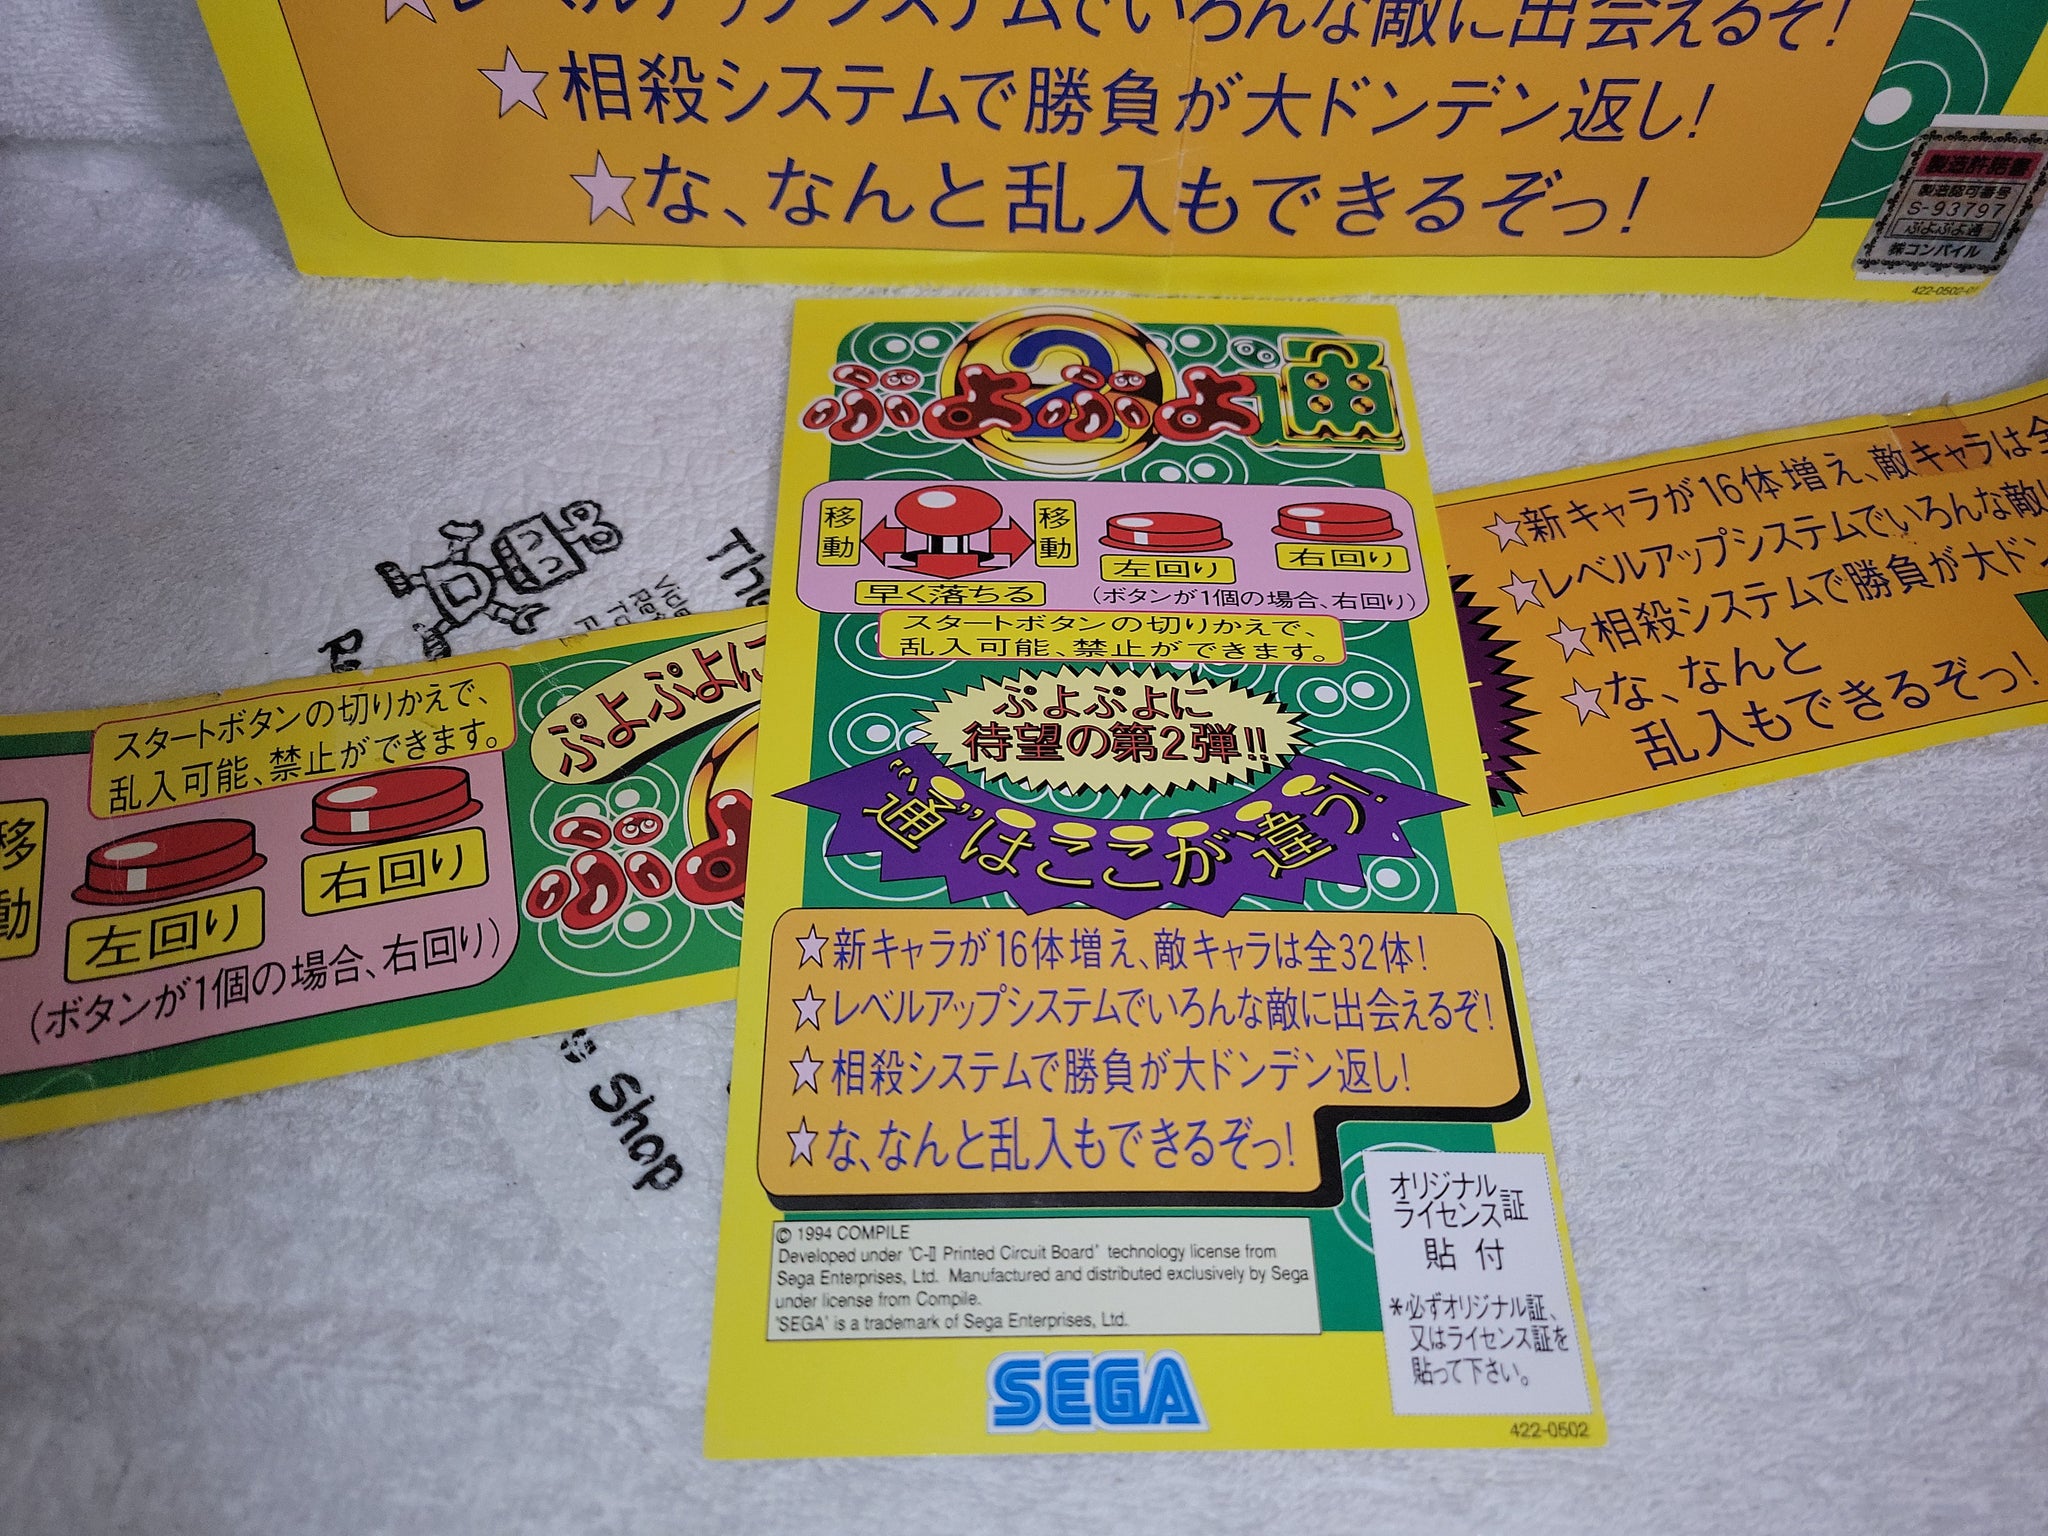 レベルアップシステムでいろんな敵に出会えるぞ!
☆相殺システムで勝負が大ドンデン返し!
☆な、なんと乱入もできるぞっ!
製造許諾書
製造認可番号
S-93797
ぷよぷよ通
㈱コンパイル
422-0502-01
2
ぷよぷよ通
移動
移動
早く落ちる
左回り
右回り
(ボタンが1個の場合、右回り)
スタートボタンの切りかえで、
乱入可能、禁止ができます。
ぷよぷよに
待望の第2弾!!
“通”はここが違う!
☆新キャラが16体増え、敵キャラは全32体!
☆レベルアップシステムでいろんな敵に出会えるぞ!
☆相殺システムで勝負が大ドンデン返し!
☆な、なんと乱入もできるぞっ!
© 1994 COMPILE
Developed under "C-II Printed Circuit Board" technology license from
Sega Enterprises, Ltd. Manufactured and distributed exclusively by Sega
under license from Compile.
"SEGA" is a trademark of Sega Enterprises, Ltd.
SEGA
オリジナル
ライセンス証
貼付
*必ずオリジナル証、
又はライセンス証を
貼って下さい。
422-0502
移動
スタートボタンの切りかえで、
乱入可能、禁止ができます。
左回り
右回り
(ボタンが1個の場合、右回り)
ぷよぷよに
ぷよ
☆新キャラが16体増え、敵キャラは全
☆レベルアップシステムでいろんな敵
☆相殺システムで勝負が大ドン
☆な、なんと
乱入もできるぞっ!
Shop